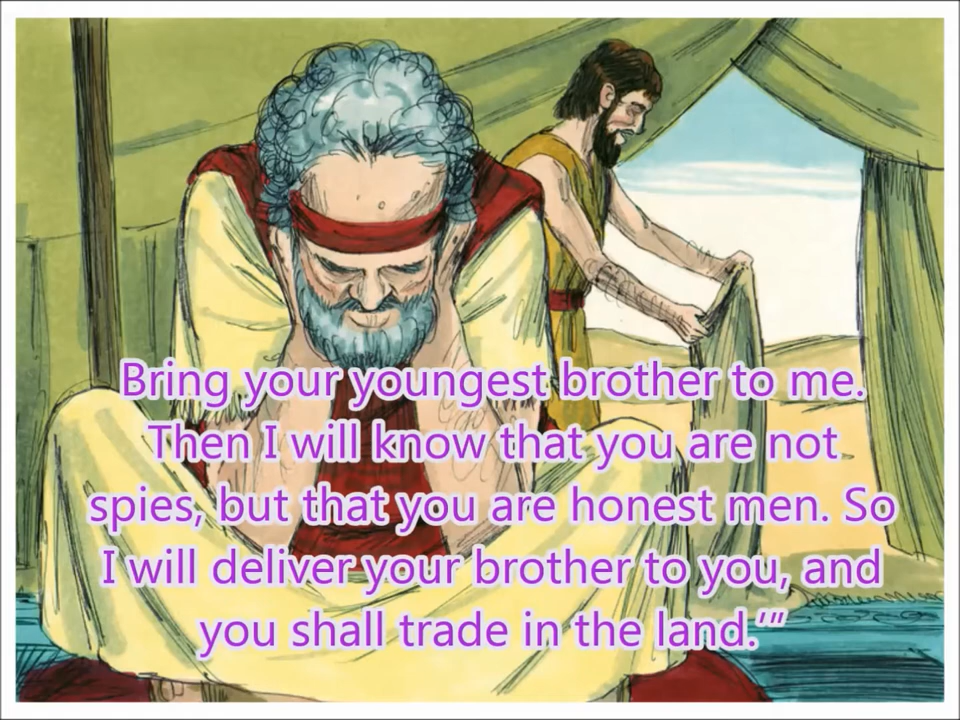 Bring your youngest brother to me.
Then I will know that you are not
spies, but that you are honest men. So
I will deliver your brother to you, and
you shall trade in the land.’”